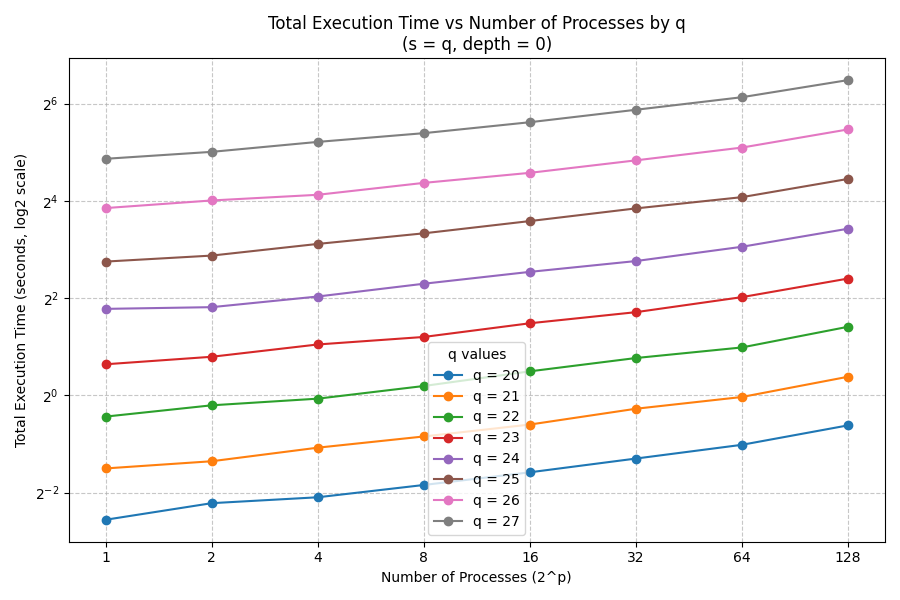 Total Execution Time vs Number of Processes by q
(s = q, depth = 0)
Total Execution Time (seconds, log2 scale)
2^6
2^4
2^2
2^0
2^-2
q values
q = 20
q = 21
q = 22
q = 23
q = 24
q = 25
q = 26
q = 27
1 2 4 8 16 32 64 128
Number of Processes (2^p)